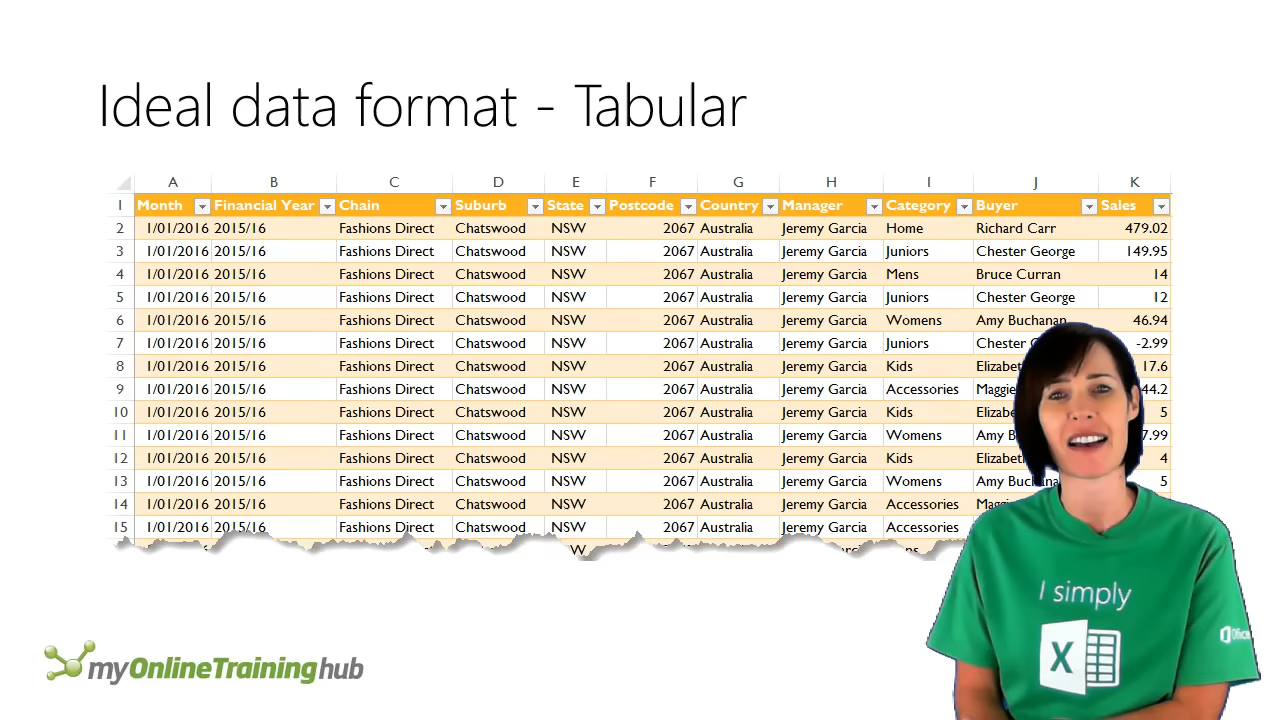 Ideal data format - Tabular
A B C D E F G H I J K
1 Month Financial Year Chain Suburb State Postcode Country Manager Category Buyer Sales
2 1/01/2016 2015/16 Fashions Direct Chatswood NSW 2067 Australia Jeremy Garcia Home Richard Carr 479.02
3 1/01/2016 2015/16 Fashions Direct Chatswood NSW 2067 Australia Jeremy Garcia Juniors Chester George 149.95
4 1/01/2016 2015/16 Fashions Direct Chatswood NSW 2067 Australia Jeremy Garcia Mens Bruce Curran 14
5 1/01/2016 2015/16 Fashions Direct Chatswood NSW 2067 Australia Jeremy Garcia Juniors Chester George 12
6 1/01/2016 2015/16 Fashions Direct Chatswood NSW 2067 Australia Jeremy Garcia Womens Amy Buchanan 46.94
7 1/01/2016 2015/16 Fashions Direct Chatswood NSW 2067 Australia Jeremy Garcia Juniors Chester -2.99
8 1/01/2016 2015/16 Fashions Direct Chatswood NSW 2067 Australia Jeremy Garcia Kids 17.6
9 1/01/2016 2015/16 Fashions Direct Chatswood NSW 2067 Australia Jeremy Garcia Accessories Maggie
10 1/01/2016 2015/16 Fashions Direct Chatswood NSW 2067 Australia Jeremy Garcia Kids 5
11 1/01/2016 2015/16 Fashions Direct Chatswood NSW 2067 Australia Jeremy Garcia Womens Amy
12 1/01/2016 2015/16 Fashions Direct Chatswood NSW 2067 Australia Jeremy Garcia Kids 4
13 1/01/2016 2015/16 Fashions Direct Chatswood NSW 2067 Australia Jeremy Garcia Womens Amy Buchanan 5
14 1/01/2016 2015/16 Fashions Direct Chatswood NSW 2067 Australia Jeremy Garcia Accessories
15 1/01/2016 2015/16 Fashions Direct Chatswood NSW 2067 Australia Jeremy Garcia Accessories
I simply
X
Office
myOnlineTraininghub